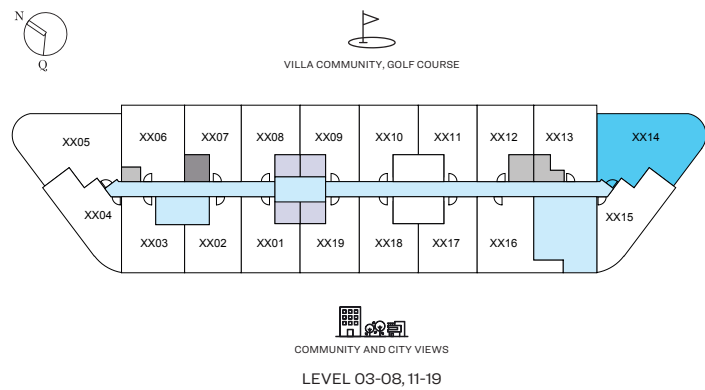 N
Q
VILLA COMMUNITY, GOLF COURSE
XX05
XX06
XX07
XX08
XX09
XX10
XX11
XX12
XX13
XX14
XX04
XX03
XX02
XX01
XX19
XX18
XX17
XX16
XX15
COMMUNITY AND CITY VIEWS
LEVEL 03-08, 11-19